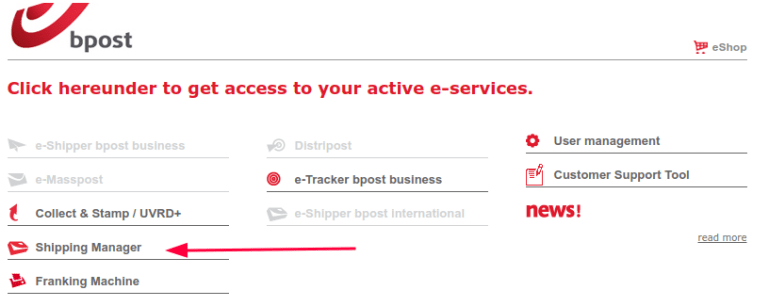 bpost
eShop
Click hereunder to get access to your active e-services.
e-Shipper bpost business
e-Masspost
Collect & Stamp / UVRD+
Shipping Manager
Franking Machine
Distripost
e-Tracker bpost business
e-Shipper bpost international
User management
Customer Support Tool
news!
read more